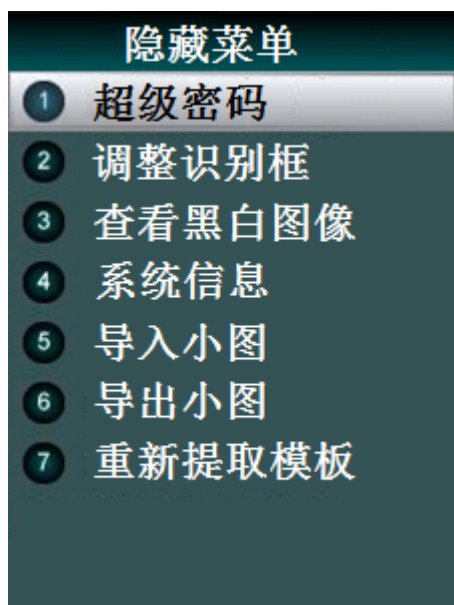 隐藏菜单
1 超级密码
2 调整识别框
3 查看黑白图像
4 系统信息
5 导入小图
6 导出小图
7 重新提取模板